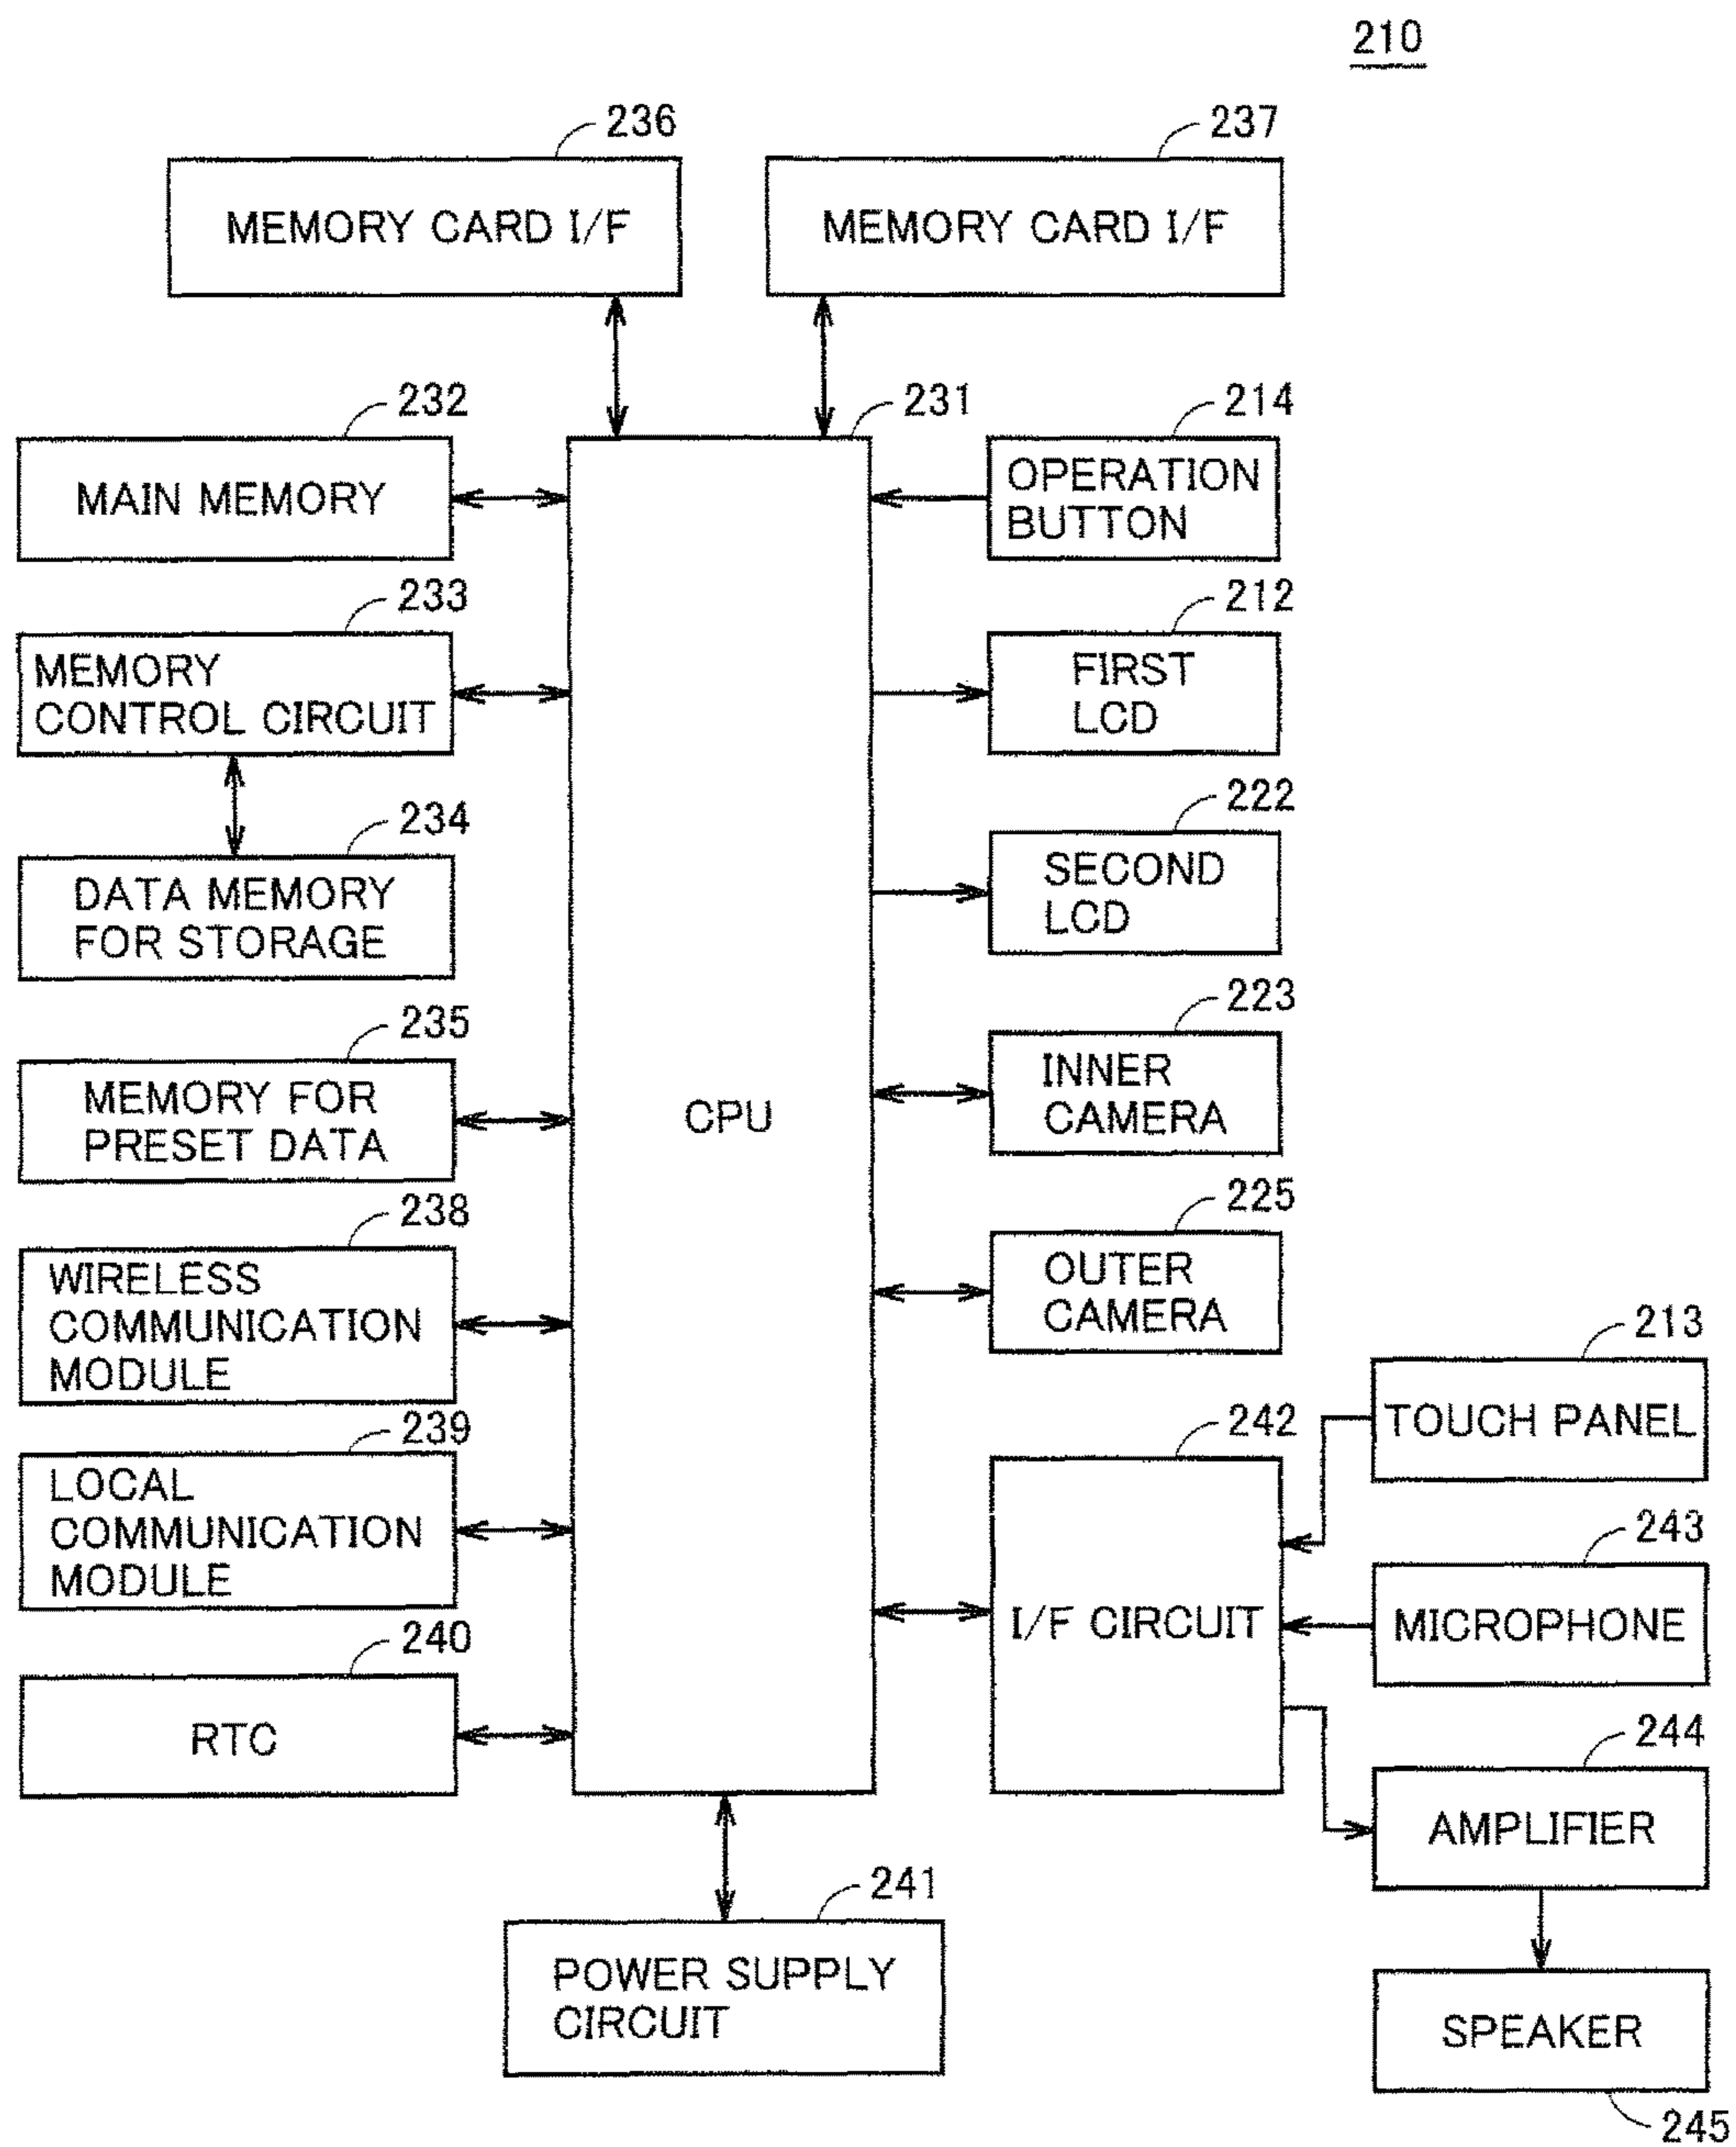 210
236
237
MEMORY CARD I/F
MEMORY CARD I/F
232
231
214
MAIN MEMORY
OPERATION
BUTTON
233
212
MEMORY
CONTROL CIRCUIT
FIRST
LCD
234
222
DATA MEMORY
FOR STORAGE
SECOND
LCD
235
223
MEMORY FOR
PRESET DATA
CPU
INNER
CAMERA
238
225
WIRELESS
COMMUNICATION
MODULE
OUTER
CAMERA
213
TOUCH PANEL
239
242
LOCAL
COMMUNICATION
MODULE
243
I/F CIRCUIT
MICROPHONE
240
RTC
244
AMPLIFIER
241
POWER SUPPLY
CIRCUIT
SPEAKER
245